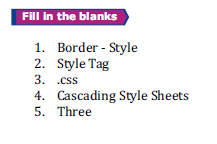 Fill in the blanks
1. Border - Style
2. Style Tag
3. .css
4. Cascading Style Sheets
5. Three